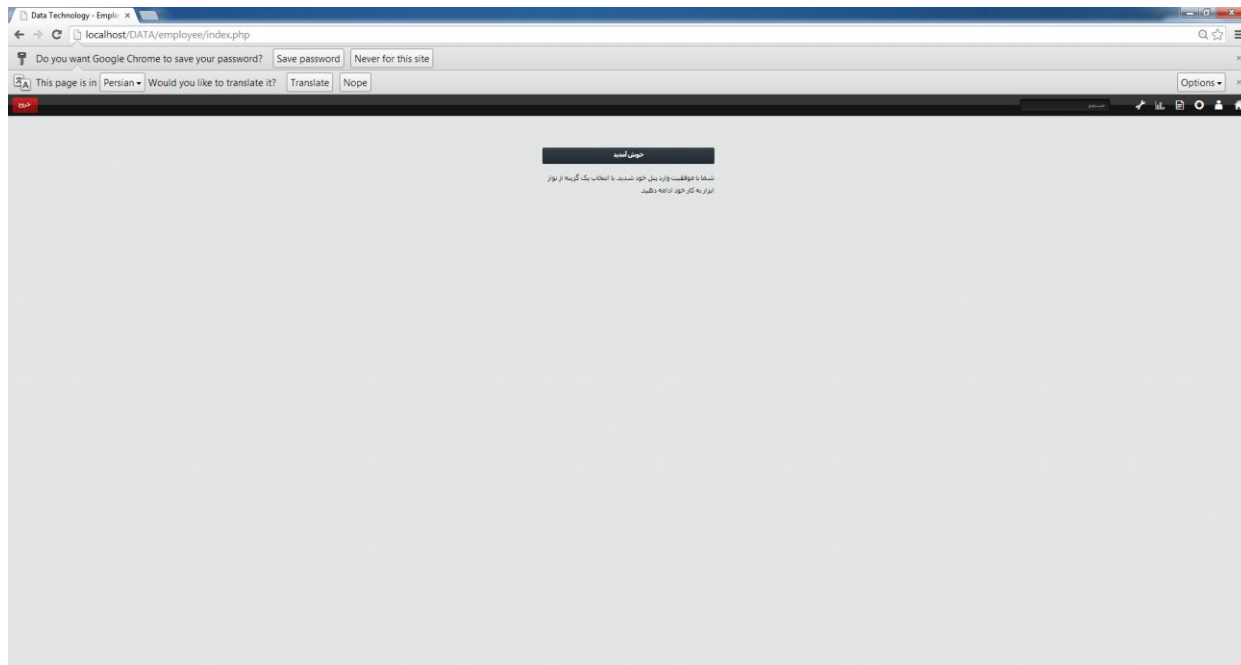 Data Technology - Emplo
localhost/DATA/employee/index.php
Do you want Google Chrome to save your password? Save password Never for this site
This page is in Persian Would you like to translate it? Translate Nope Options
خروج
جستجو
خوش آمدید
شما با موفقیت وارد پنل خود شدید. با انتخاب یک گزینه از نوار
ابزار به کار خود ادامه دهید.